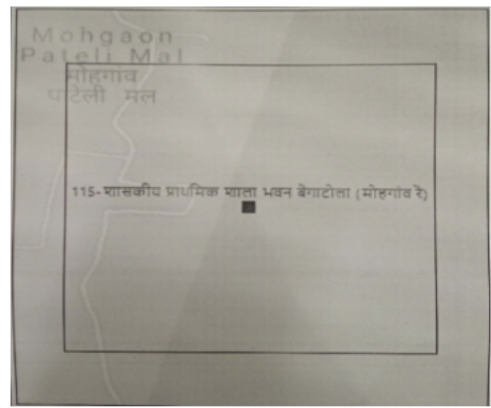 Mohgaon
Pateli Mal
मोहगांव
पटेली मल
115- शासकीय प्राथमिक शाला भवन बैगाटोला (मोहगांव रै)